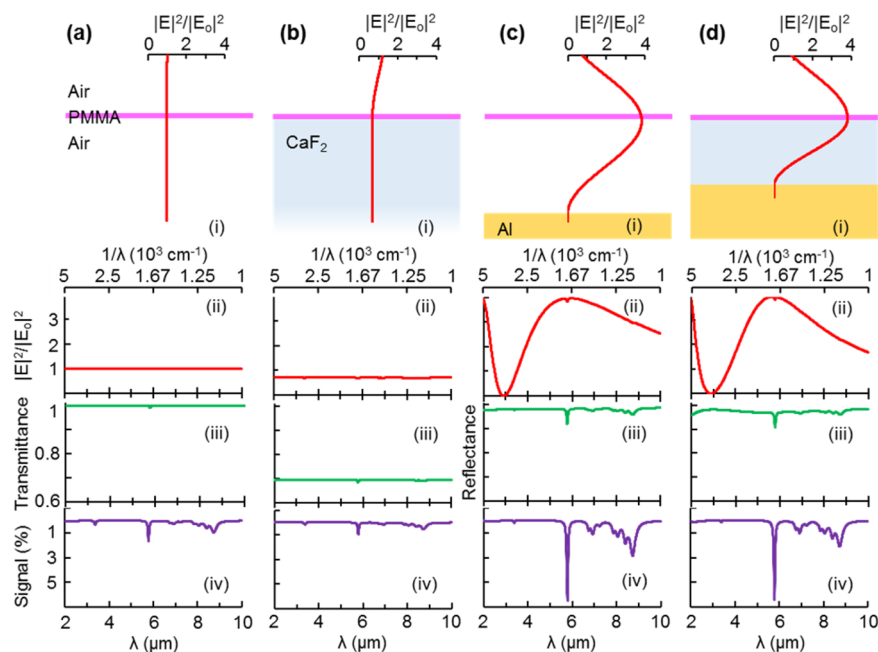 (a) |E|²/|Eₒ|² (b) |E|²/|Eₒ|² (c) |E|²/|Eₒ|² (d) |E|²/|Eₒ|²
0 2 4 0 2 4 0 2 4 0 2 4
Air
PMMA
Air CaF₂
(i) (i) Al (i) (i)
1/λ (10³ cm⁻¹) 1/λ (10³ cm⁻¹) 1/λ (10³ cm⁻¹) 1/λ (10³ cm⁻¹)
5 2.5 1.67 1.25 1 5 2.5 1.67 1.25 1 5 2.5 1.67 1.25 1 5 2.5 1.67 1.25 1
|E|²/|Eₒ|²
3
2
1
(ii) (ii) (ii) (ii)
Transmittance
1
0.8
0.6
(iii) (iii) Reflectance (iii) (iii)
Signal (%)
1
3
5
(iv) (iv) (iv) (iv)
2 4 6 8 10 2 4 6 8 10 2 4 6 8 10 2 4 6 8 10
λ (μm) λ (μm) λ (μm) λ (μm)